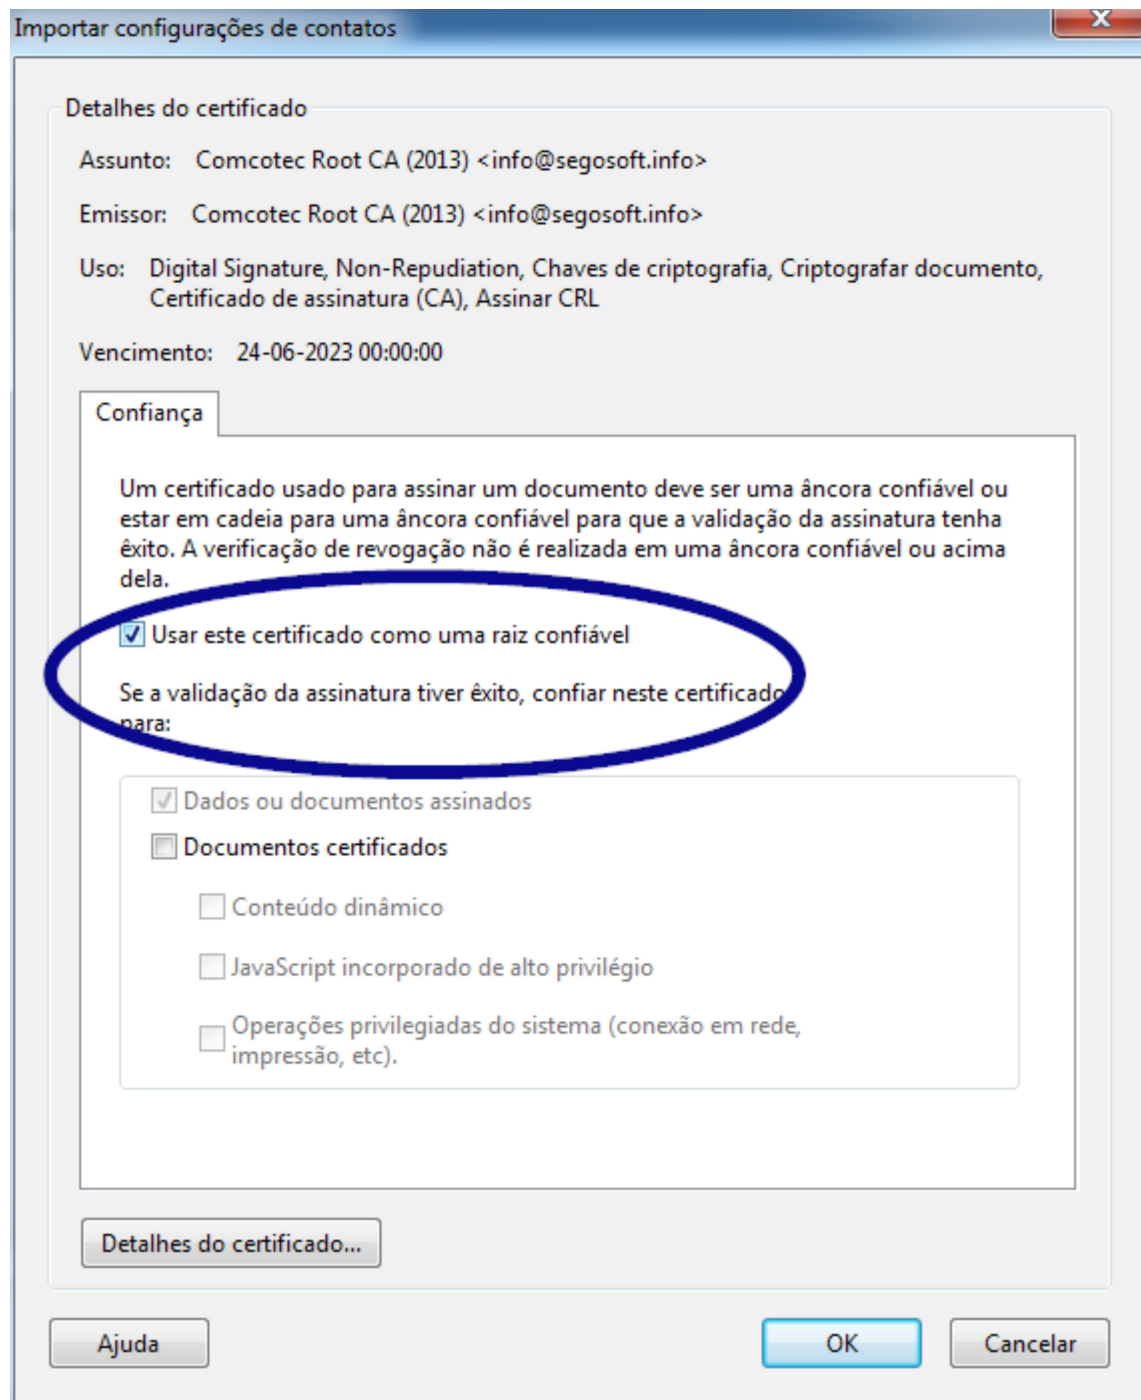 Importar configurações de contatos
x
Detalhes do certificado
Assunto: Comcotec Root CA (2013) <info@segosoft.info>
Emissor: Comcotec Root CA (2013) <info@segosoft.info>
Uso: Digital Signature, Non-Repudiation, Chaves de criptografia, Criptografar documento,
Certificado de assinatura (CA), Assinar CRL
Vencimento: 24-06-2023 00:00:00
Confiança
Um certificado usado para assinar um documento deve ser uma âncora confiável ou
estar em cadeia para uma âncora confiável para que a validação da assinatura tenha
êxito. A verificação de revogação não é realizada em uma âncora confiável ou acima
dela.
Usar este certificado como uma raiz confiável
Se a validação da assinatura tiver êxito, confiar neste certificado
para:
Dados ou documentos assinados
Documentos certificados
Conteúdo dinâmico
JavaScript incorporado de alto privilégio
Operações privilegiadas do sistema (conexão em rede,
impressão, etc).
Detalhes do certificado...
Ajuda
OK
Cancelar